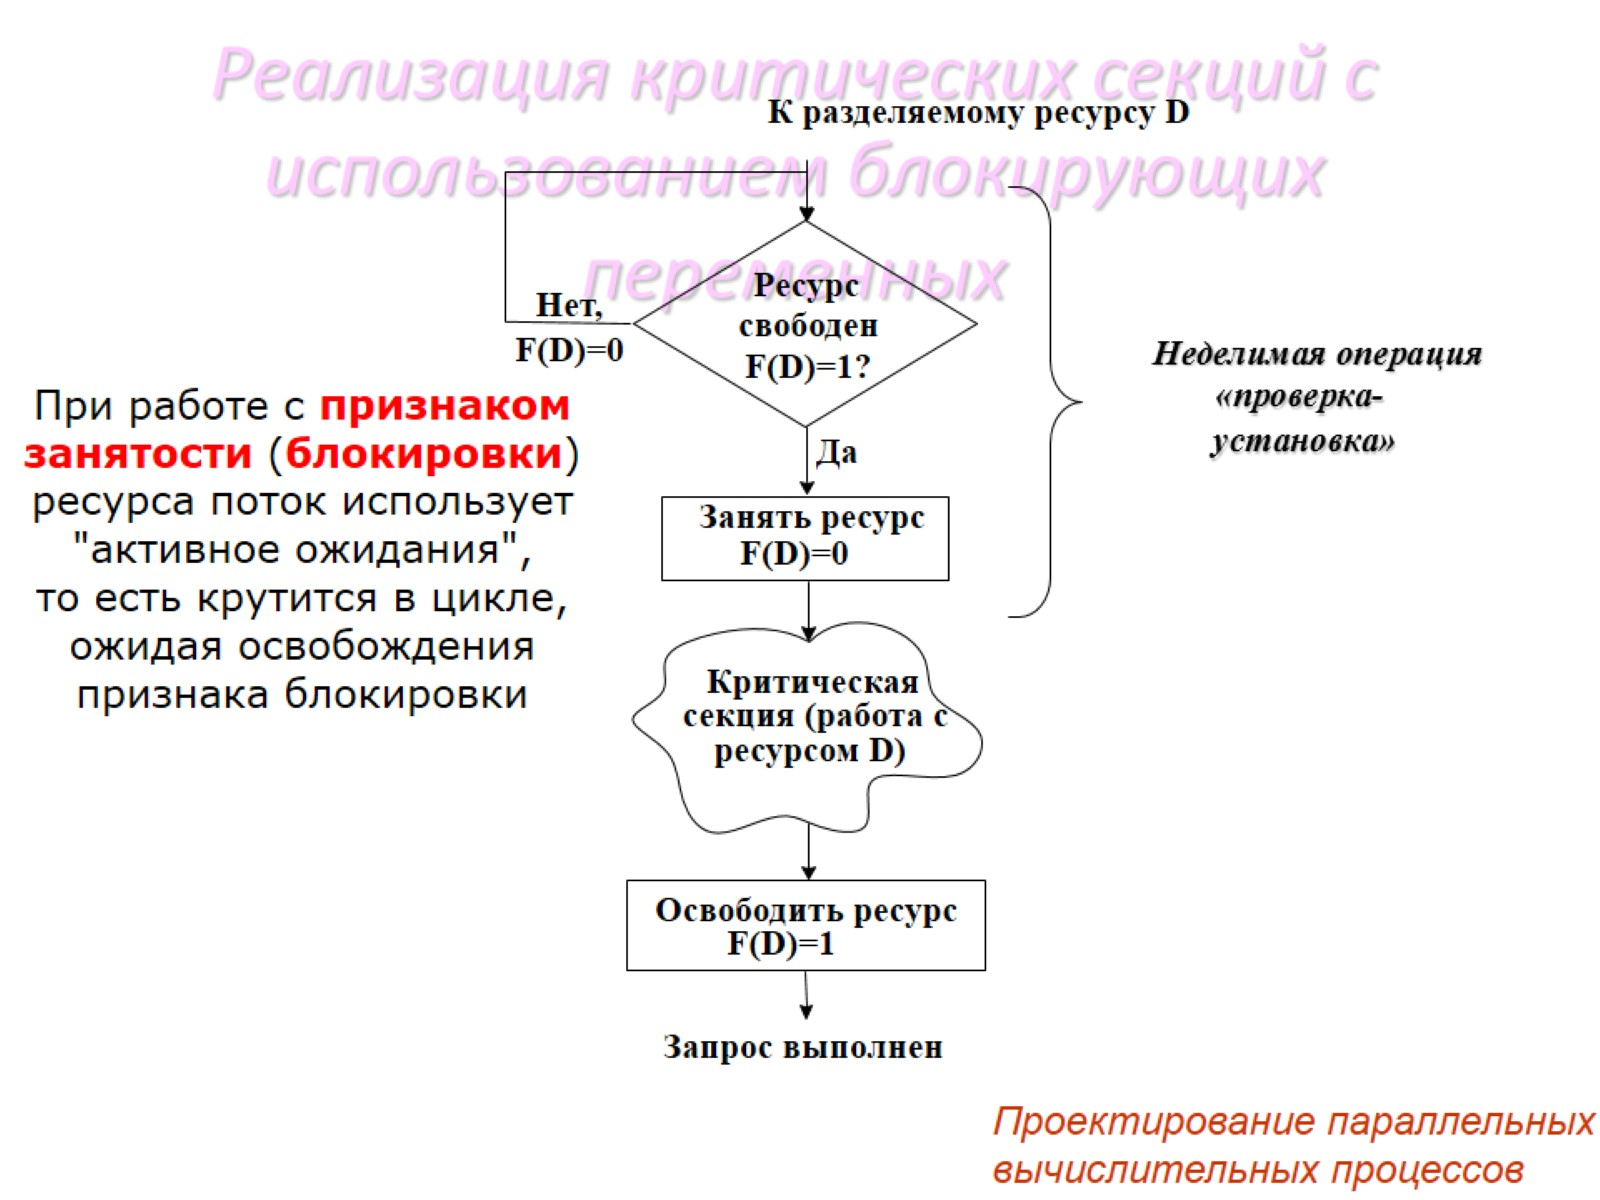 Реализация критических секций с
использованием блокирующих
переменных
К разделяемому ресурсу D
Ресурс
свободен
F(D)=1?
Нет,
F(D)=0
Да
Неделимая операция
«проверка-
установка»
При работе с признаком
занятости (блокировки)
ресурса поток использует
"активное ожидания",
то есть крутится в цикле,
ожидая освобождения
признака блокировки
Занять ресурс
F(D)=0
Критическая
секция (работа с
ресурсом D)
Освободить ресурс
F(D)=1
Запрос выполнен
Проектирование параллельных
вычислительных процессов